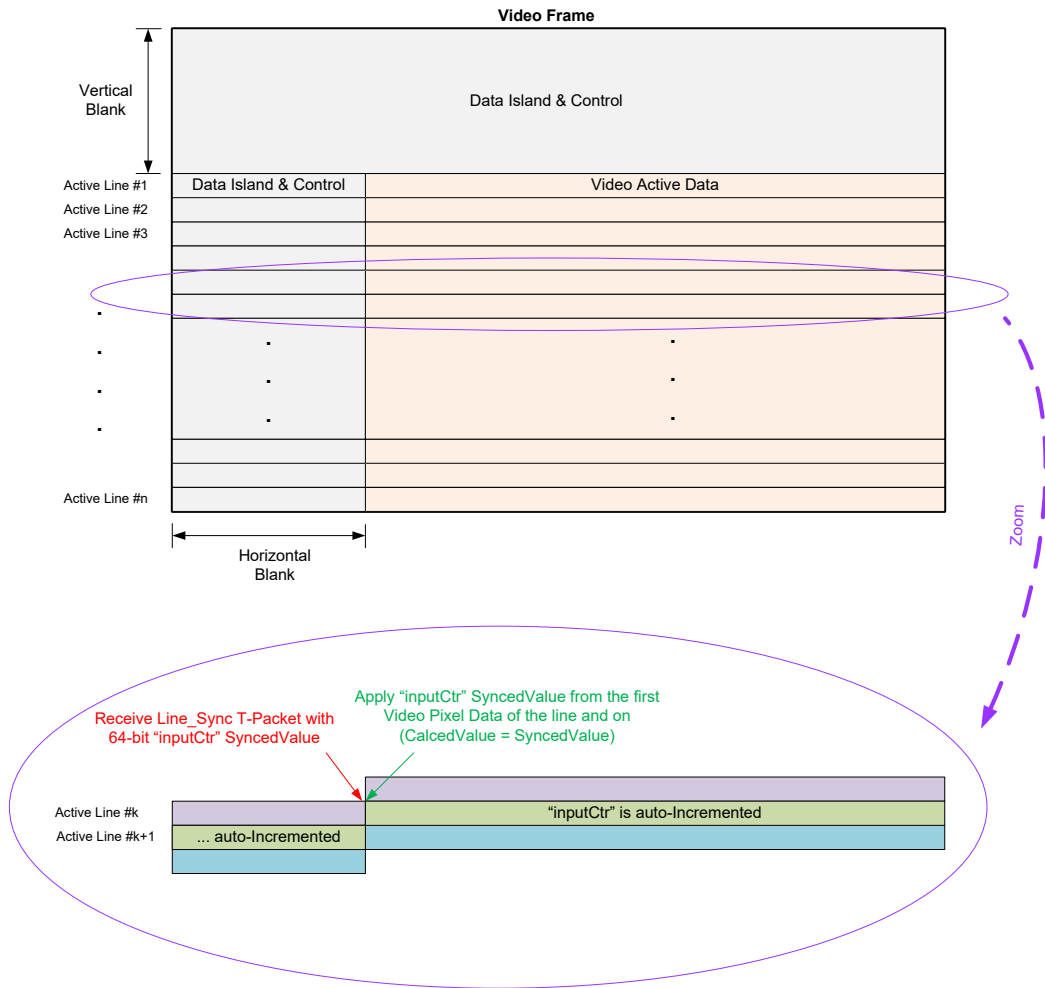 Video Frame
Vertical
Blank
Data Island & Control
Active Line #1
Data Island & Control
Video Active Data
Active Line #2
Active Line #3
Active Line #n
Horizontal
Blank
Zoom
Apply “inputCtr” SyncedValue from the first
Video Pixel Data of the line and on
(CalcedValue = SyncedValue)
Receive Line_Sync T-Packet with
64-bit “inputCtr” SyncedValue
Active Line #k
“inputCtr” is auto-Incremented
Active Line #k+1
... auto-Incremented